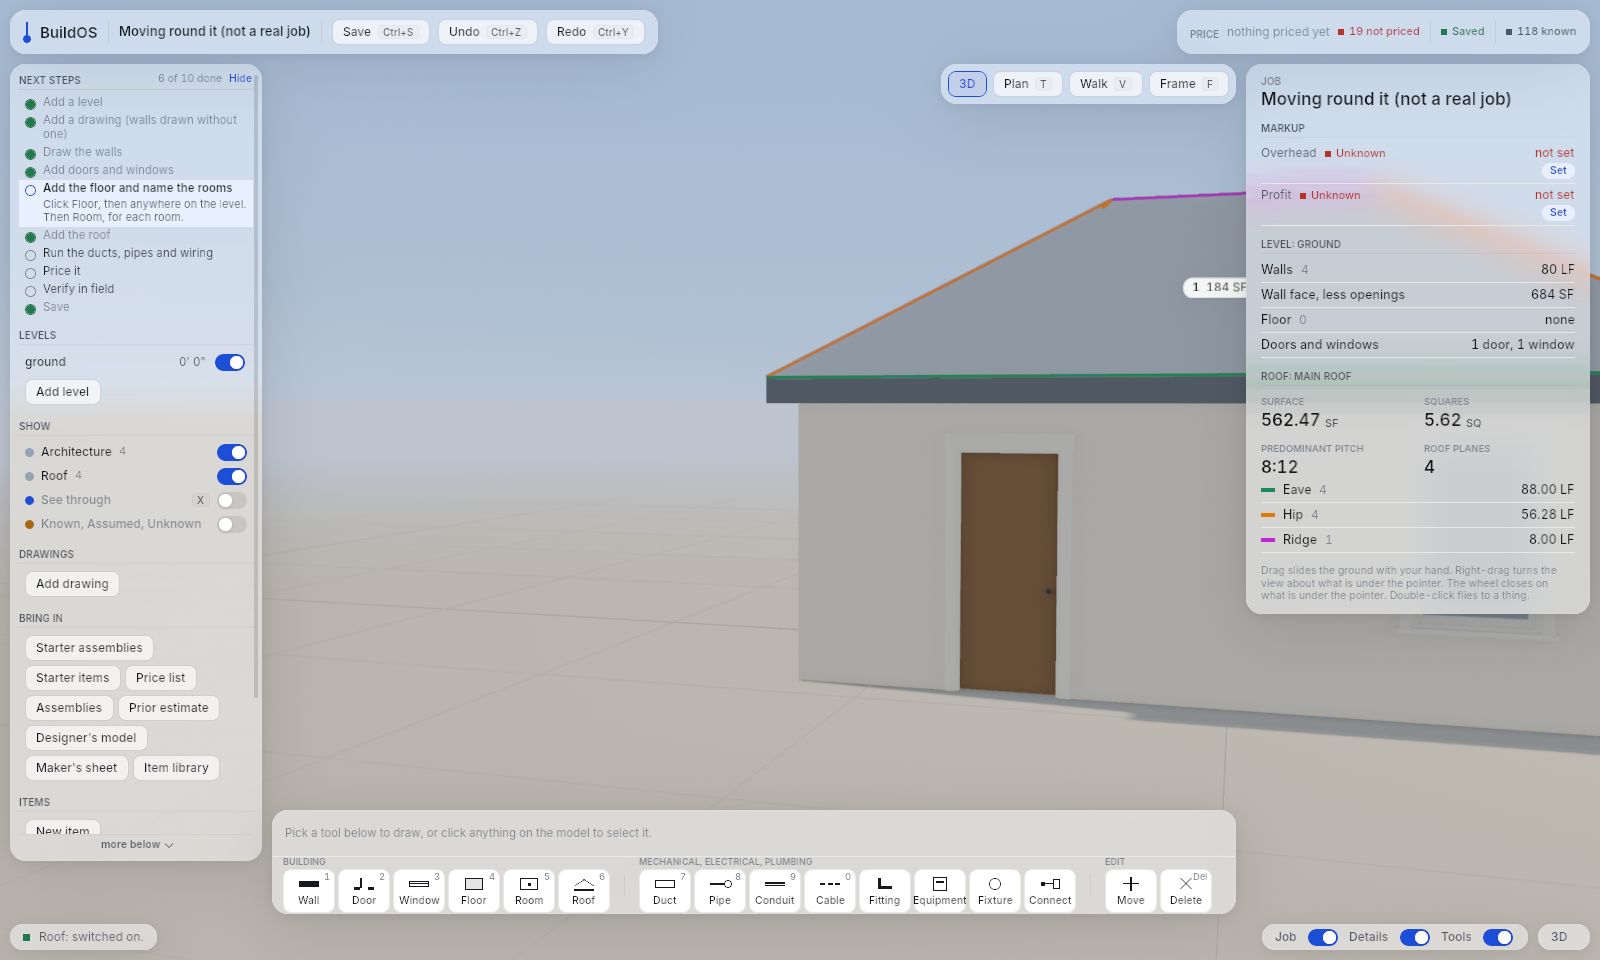 BuildOS
Moving round it (not a real job)
Save Ctrl+S
Undo Ctrl+Z
Redo Ctrl+Y
PRICE nothing priced yet 19 not priced
Saved
118 known
NEXT STEPS 6 of 10 done Hide
Add a level
Add a drawing (walls drawn without
one)
Draw the walls
Add doors and windows
Add the floor and name the rooms
Click Floor, then anywhere on the level.
Then Room, for each room.
Add the roof
Run the ducts, pipes and wiring
Price it
Verify in field
Save
LEVELS
ground 0' 0"
Add level
SHOW
Architecture 4
Roof 4
See through X
Known, Assumed, Unknown
DRAWINGS
Add drawing
BRING IN
Starter assemblies
Starter items Price list
Assemblies Prior estimate
Designer's model
Maker's sheet Item library
ITEMS
New item
more below
Roof: switched on.
3D
Plan T
Walk V
Frame F
1 184 SF
JOB
Moving round it (not a real job)
MARKUP
Overhead Unknown not set
Set
Profit Unknown not set
Set
LEVEL: GROUND
Walls 4 80 LF
Wall face, less openings 684 SF
Floor 0 none
Doors and windows 1 door, 1 window
ROOF: MAIN ROOF
SURFACE SQUARES
562.47 SF 5.62 SQ
PREDOMINANT PITCH ROOF PLANES
8:12 4
Eave 4 88.00 LF
Hip 4 56.28 LF
Ridge 1 8.00 LF
Drag slides the ground with your hand. Right-drag turns the
view about what is under the pointer. The wheel closes on
what is under the pointer. Double-click flies to a thing.
Pick a tool below to draw, or click anything on the model to select it.
BUILDING MECHANICAL, ELECTRICAL, PLUMBING EDIT
1 2 3 4 5 6 7 8 9 0 Del
Wall Door Window Floor Room Roof Duct Pipe Conduit Cable Fitting Equipment Fixture Connect Move Delete
Job Details Tools 3D